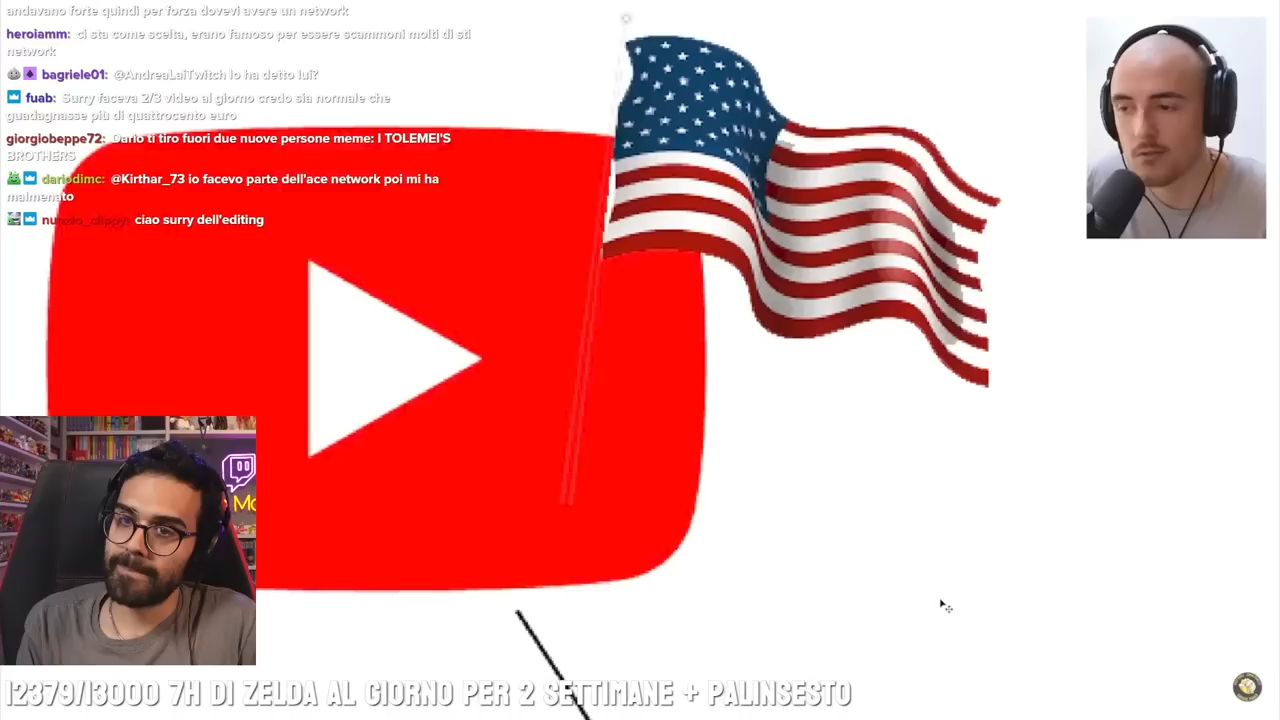 andavano forte quindi per forza dovevi avere un network
heroiamm: ci sta come scelta, erano famoso per essere scammoni molti di sti
network
bagriele01: @AndreaLaiTwitch lo ha detto lui?
fuab: Surry faceva 2/3 video al giorno credo sia normale che
guadagnasse più di quattrocento euro
giorgiobeppe72: Dario ti tiro fuori due nuove persone meme: I TOLEMEI'S
BROTHERS
dariodimc: @Kirthar_73 io facevo parte dell'ace network poi mi ha
malmenato
ciao surry dell'editing
Mo
12379/13000 7H DI ZELDA AL GIORNO PER 2 SETTIMANE + PALINSESTO